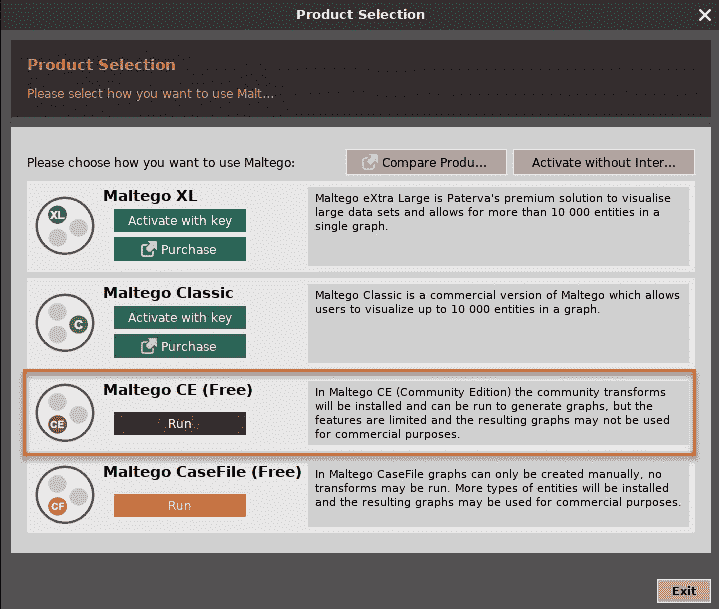 Product Selection
Product Selection
Please select how you want to use Malt...
Please choose how you want to use Maltego:
Compare Produ...
Activate without Inter...
XL
Maltego XL
Activate with key
Purchase
Maltego eXtra Large is Paterva's premium solution to visualise
large data sets and allows for more than 10 000 entities in a
single graph.
C
Maltego Classic
Activate with key
Purchase
Maltego Classic is a commercial version of Maltego which allows
users to visualize up to 10 000 entities in a graph.
CE
Maltego CE (Free)
Run
In Maltego CE (Community Edition) the community transforms
will be installed and can be run to generate graphs, but the
features are limited and the resulting graphs may not be used
for commercial purposes.
CF
Maltego CaseFile (Free)
Run
In Maltego CaseFile graphs can only be created manually, no
transforms may be run. More types of entities will be installed
and the resulting graphs may be used for commercial purposes.
Exit